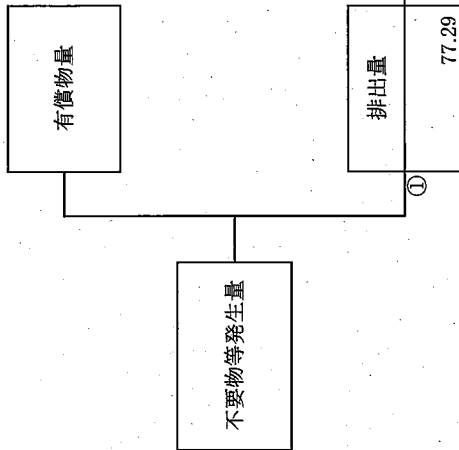 有償物量
不要物等発生量
排出量
①
77.29